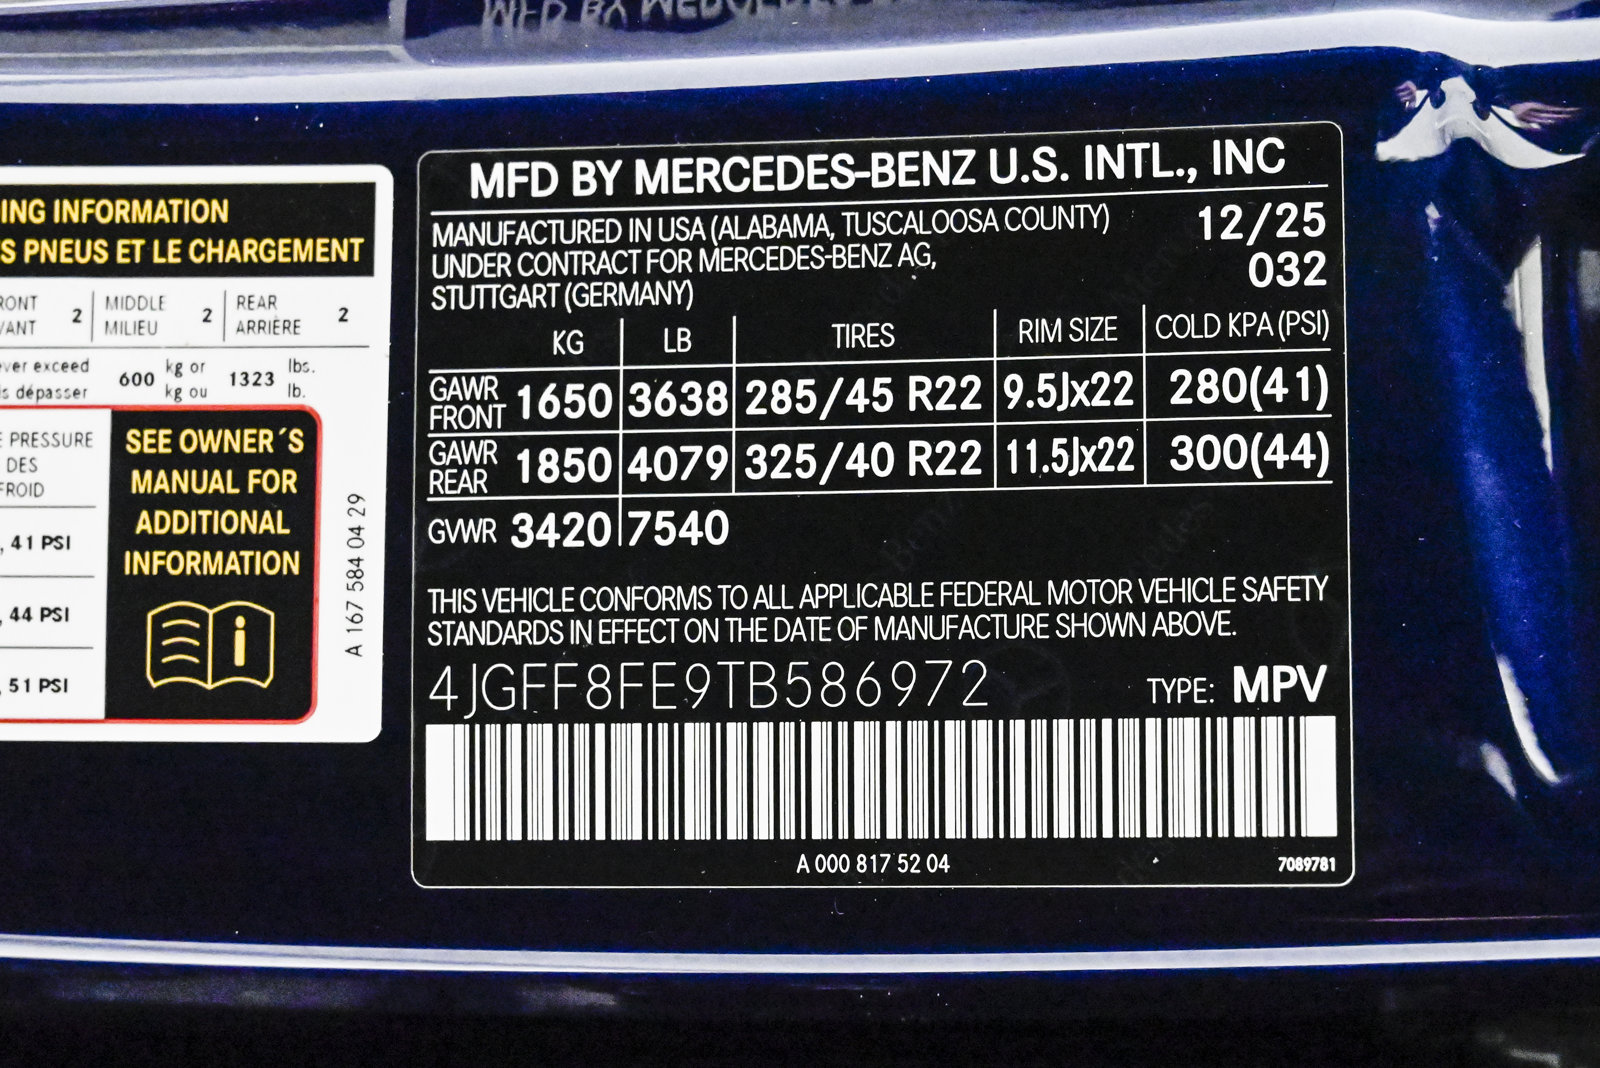 ING INFORMATION
S PNEUS ET LE CHARGEMENT
RONT
VANT
2
MIDDLE
MILIEU
2
REAR
ARRIÈRE
2
ver exceed
s dépasser
600
kg or
kg ou
1323
lbs.
lb.
E PRESSURE
DES
FROID
, 41 PSI
, 44 PSI
, 51 PSI
SEE OWNER´S
MANUAL FOR
ADDITIONAL
INFORMATION
A 167 584 04 29
MFD BY MERCEDES-BENZ U.S. INTL., INC
MANUFACTURED IN USA (ALABAMA, TUSCALOOSA COUNTY) 12/25
UNDER CONTRACT FOR MERCEDES-BENZ AG, 032
STUTTGART (GERMANY)
KG LB TIRES RIM SIZE COLD KPA (PSI)
GAWR
FRONT 1650 3638 285/45 R22 9.5Jx22 280(41)
GAWR
REAR 1850 4079 325/40 R22 11.5Jx22 300(44)
GVWR 3420 7540
THIS VEHICLE CONFORMS TO ALL APPLICABLE FEDERAL MOTOR VEHICLE SAFETY
STANDARDS IN EFFECT ON THE DATE OF MANUFACTURE SHOWN ABOVE.
4JGFF8FE9TB586972 TYPE: MPV
A 000 817 52 04 7089781